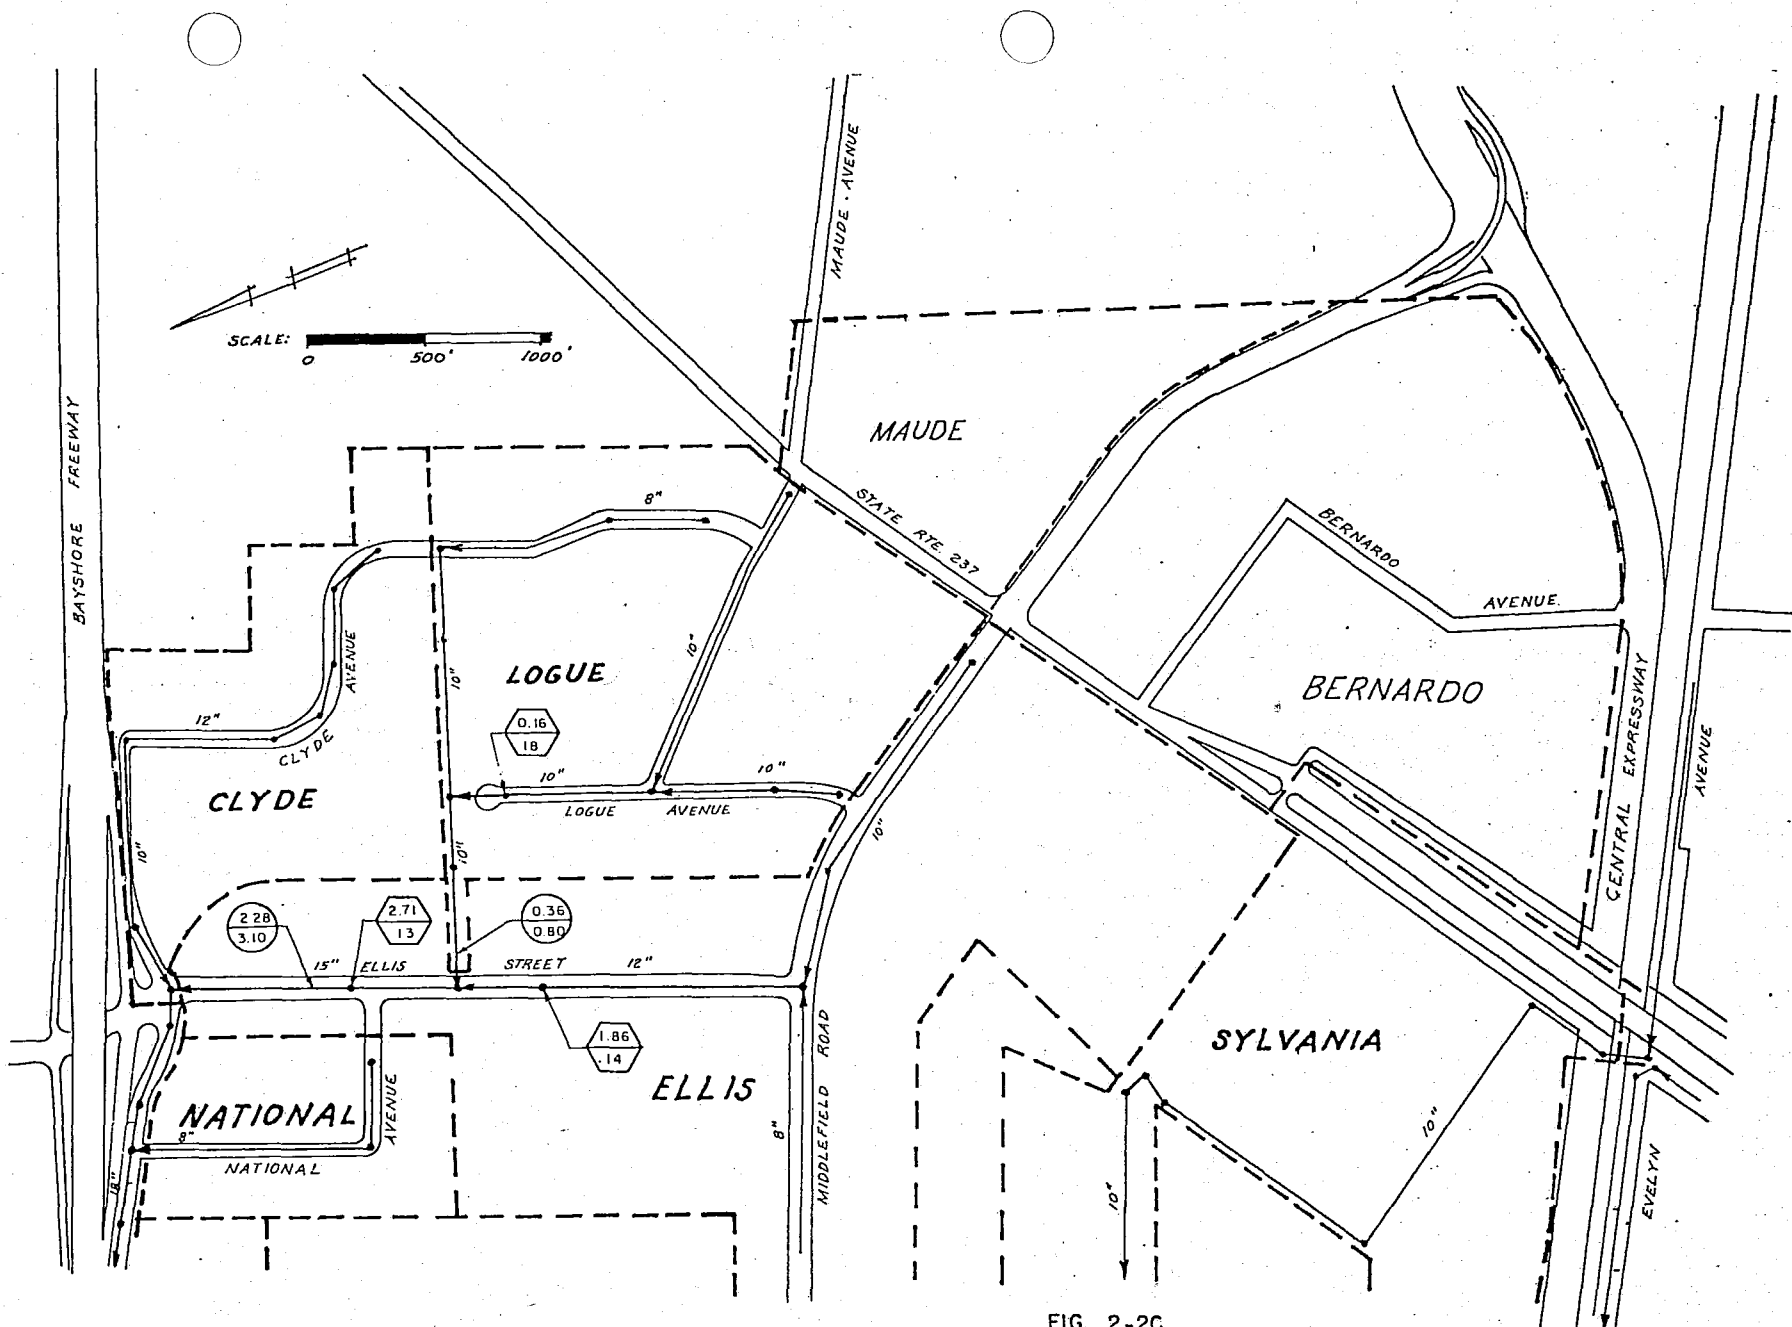 MAUDE · AVENUE
SCALE:
0 500' 1000'
BAYSHORE FREEWAY
MAUDE
STATE RTE. 237
8"
BERNARDO
AVENUE.
AVENUE
LOGUE
10"
10"
BERNARDO
CENTRAL EXPRESSWAY
AVENUE
12"
CLYDE
0.16
18
10"
10"
CLYDE
LOGUE AVENUE
10"
10"
10"
2.28
3.10
2.71
13
0.36
0.80
15" ELLIS STREET 12"
1.86
.14
MIDDLEFIELD ROAD
SYLVANIA
ELLIS
NATIONAL
AVENUE
8"
NATIONAL
18"
8"
10"
10"
EVELYN
FIG. 2-2C